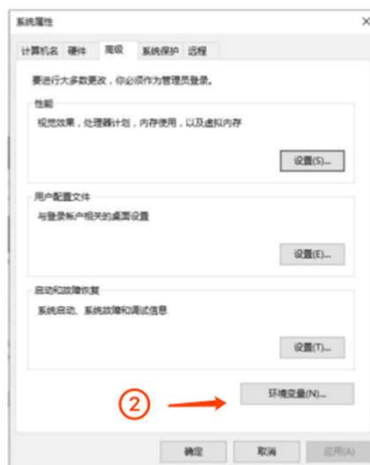 系统属性
计算机名 硬件 高级 系统保护 远程
要进行大多数更改，你必须作为管理员登录。
性能
视觉效果，处理器计划，内存使用，以及虚拟内存
设置(S)...
用户配置文件
与登录帐户相关的桌面设置
设置(E)...
启动和故障恢复
系统启动、系统故障和调试信息
设置(T)...
② 环境变量(N)...
确定 取消 应用(A)